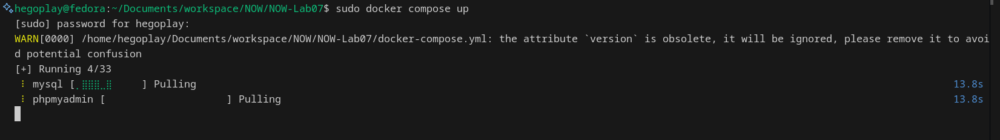 hegoplay@fedora:~/Documents/workspace/NOW/NOW-Lab07$ sudo docker compose up
[sudo] password for hegoplay:
WARN[0000] /home/hegoplay/Documents/workspace/NOW/NOW-Lab07/docker-compose.yml: the attribute `version` is obsolete, it will be ignored, please remove it to avoi
d potential confusion
[+] Running 4/33
⠸ mysql [⡀⣿⣿⣿⣀⣿     ] Pulling 13.8s
⠸ phpmyadmin [                    ] Pulling 13.8s